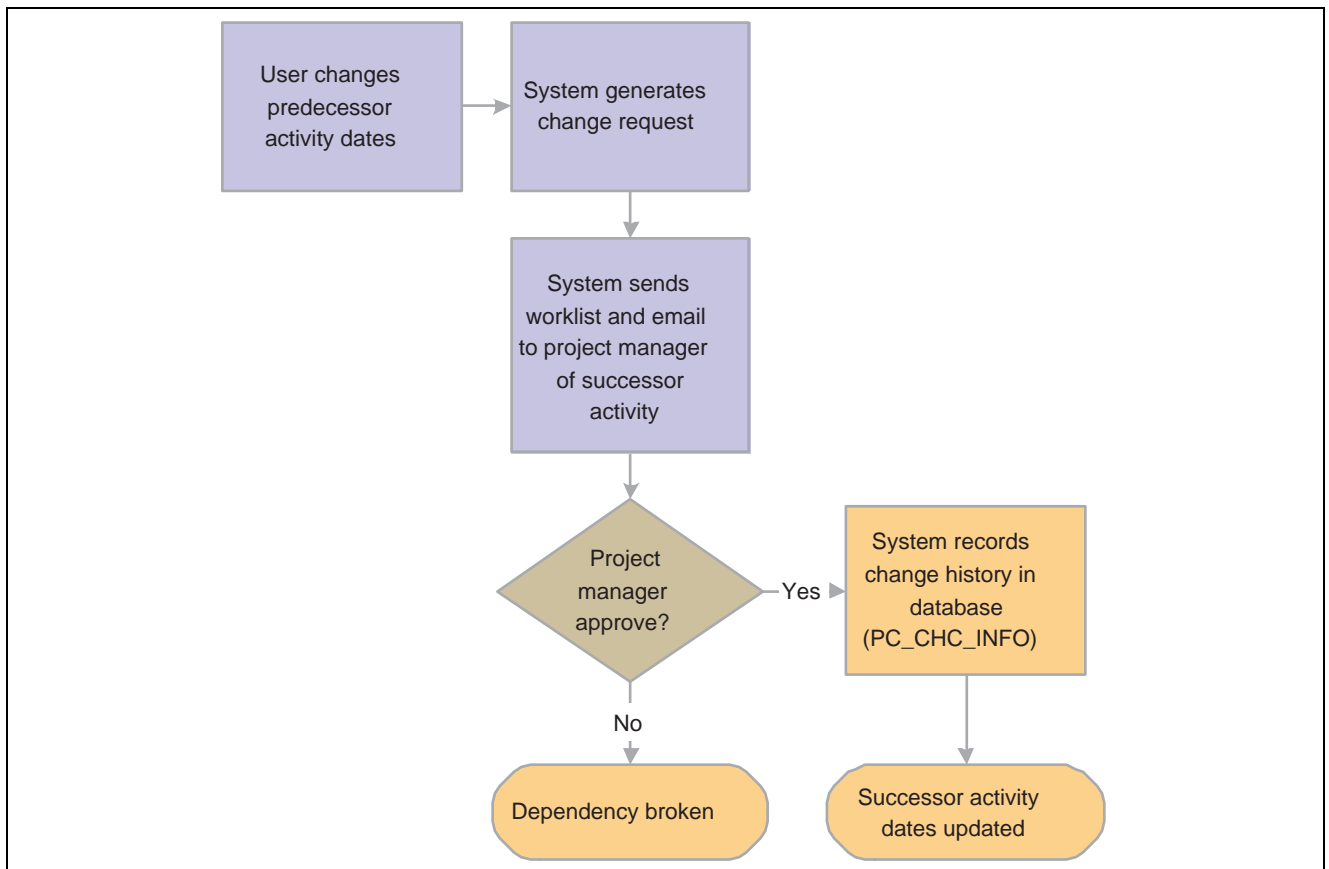 User changes
predecessor
activity dates
System generates
change request
System sends
worklist and email
to project manager
of successor
activity
Project
manager
approve?
Yes
System records
change history in
database
(PC_CHC_INFO)
No
Dependency broken
Successor activity
dates updated